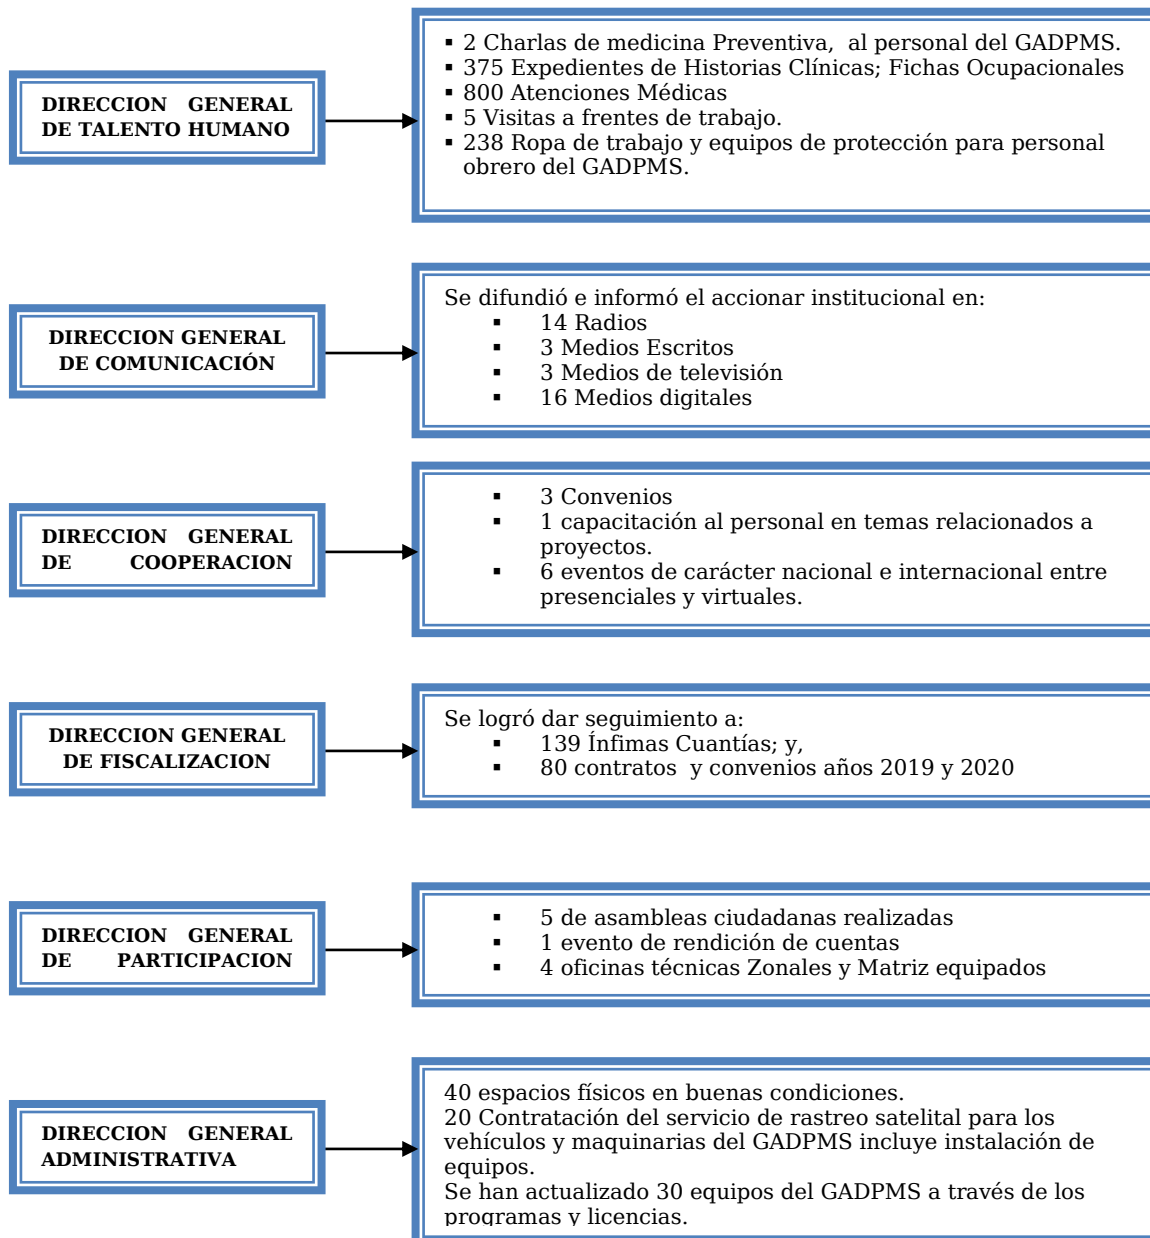 DIRECCION GENERAL
DE TALENTO HUMANO
▪ 2 Charlas de medicina Preventiva, al personal del GADPMS.
▪ 375 Expedientes de Historias Clínicas; Fichas Ocupacionales
▪ 800 Atenciones Médicas
▪ 5 Visitas a frentes de trabajo.
▪ 238 Ropa de trabajo y equipos de protección para personal
obrero del GADPMS.
DIRECCION GENERAL
DE COMUNICACIÓN
Se difundió e informó el accionar institucional en:
▪ 14 Radios
▪ 3 Medios Escritos
▪ 3 Medios de televisión
▪ 16 Medios digitales
DIRECCION GENERAL
DE COOPERACION
▪ 3 Convenios
▪ 1 capacitación al personal en temas relacionados a
proyectos.
▪ 6 eventos de carácter nacional e internacional entre
presenciales y virtuales.
DIRECCION GENERAL
DE FISCALIZACION
Se logró dar seguimiento a:
▪ 139 Ínfimas Cuantías; y,
▪ 80 contratos y convenios años 2019 y 2020
DIRECCION GENERAL
DE PARTICIPACION
▪ 5 de asambleas ciudadanas realizadas
▪ 1 evento de rendición de cuentas
▪ 4 oficinas técnicas Zonales y Matriz equipados
DIRECCION GENERAL
ADMINISTRATIVA
40 espacios físicos en buenas condiciones.
20 Contratación del servicio de rastreo satelital para los
vehículos y maquinarias del GADPMS incluye instalación de
equipos.
Se han actualizado 30 equipos del GADPMS a través de los
programas y licencias.